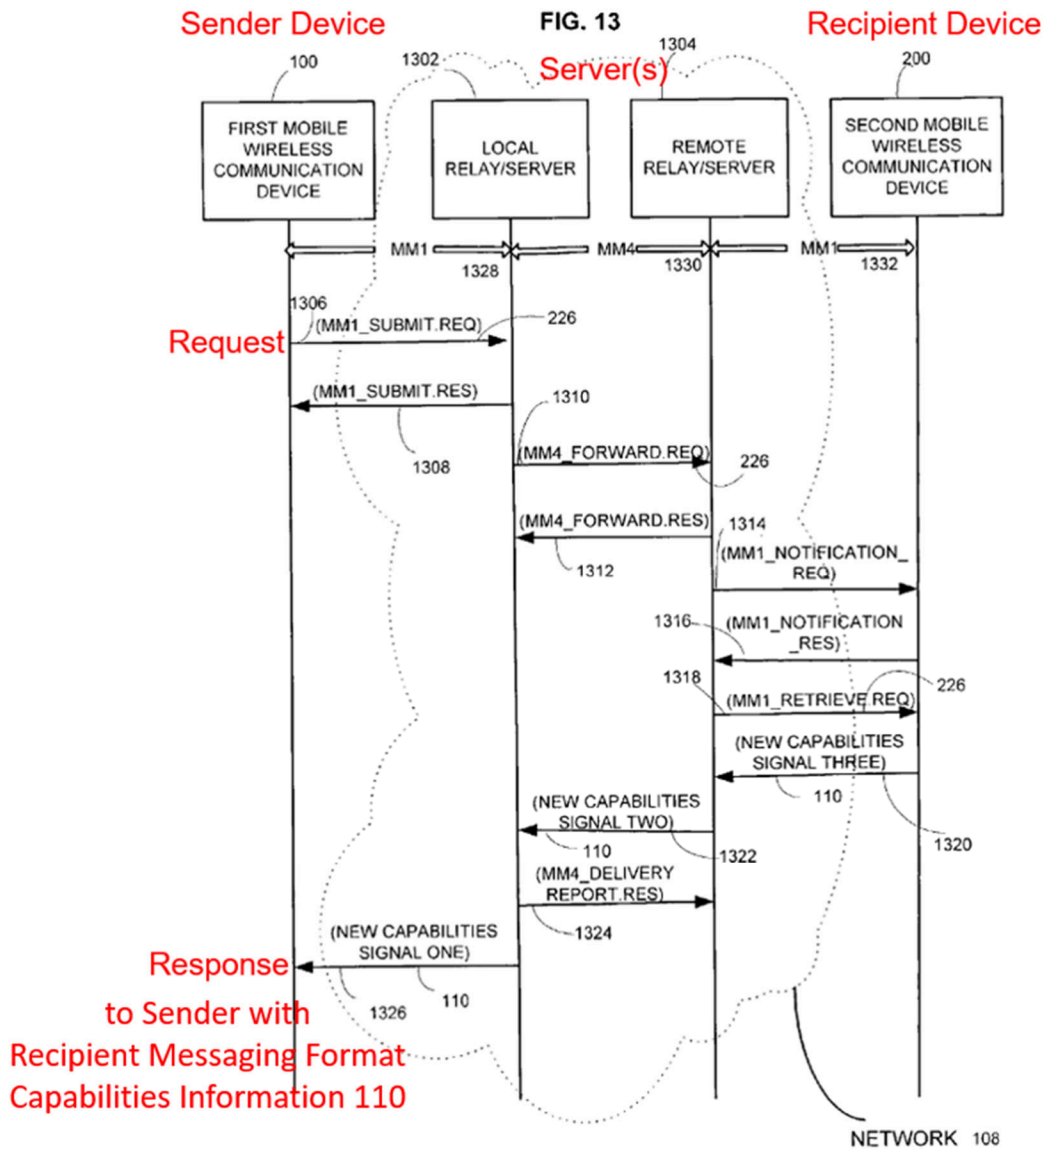 Sender Device
FIG. 13
Recipient Device
100
1302
1304
200
Server(s)
FIRST MOBILE
WIRELESS
COMMUNICATION
DEVICE
LOCAL
RELAY/SERVER
REMOTE
RELAY/SERVER
SECOND MOBILE
WIRELESS
COMMUNICATION
DEVICE
MM1
1328
MM4
1330
MM1
1332
1306
(MM1_SUBMIT.REQ)
226
Request
(MM1_SUBMIT.RES)
1308
1310
(MM4_FORWARD.REQ)
226
(MM4_FORWARD.RES)
1312
1314
(MM1_NOTIFICATION_
REQ)
1316
(MM1_NOTIFICATION
_RES)
1318
(MM1_RETRIEVE.REQ)
226
(NEW CAPABILITIES
SIGNAL THREE)
110
1320
(NEW CAPABILITIES
SIGNAL TWO)
110
1322
(MM4_DELIVERY
REPORT.RES)
1324
(NEW CAPABILITIES
SIGNAL ONE)
Response
1326
110
to Sender with
Recipient Messaging Format
Capabilities Information 110
NETWORK 108